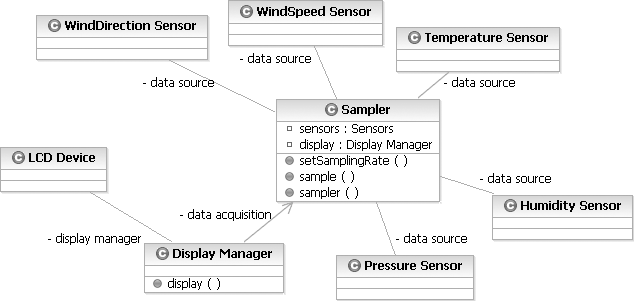 WindDirection Sensor
WindSpeed Sensor
Temperature Sensor
- data source
- data source
- data source
Sampler
sensors : Sensors
display : Display Manager
setSamplingRate ( )
sample ( )
sampler ( )
LCD Device
- data source
Humidity Sensor
- data acquisition
- display manager
- data source
Display Manager
display ( )
Pressure Sensor